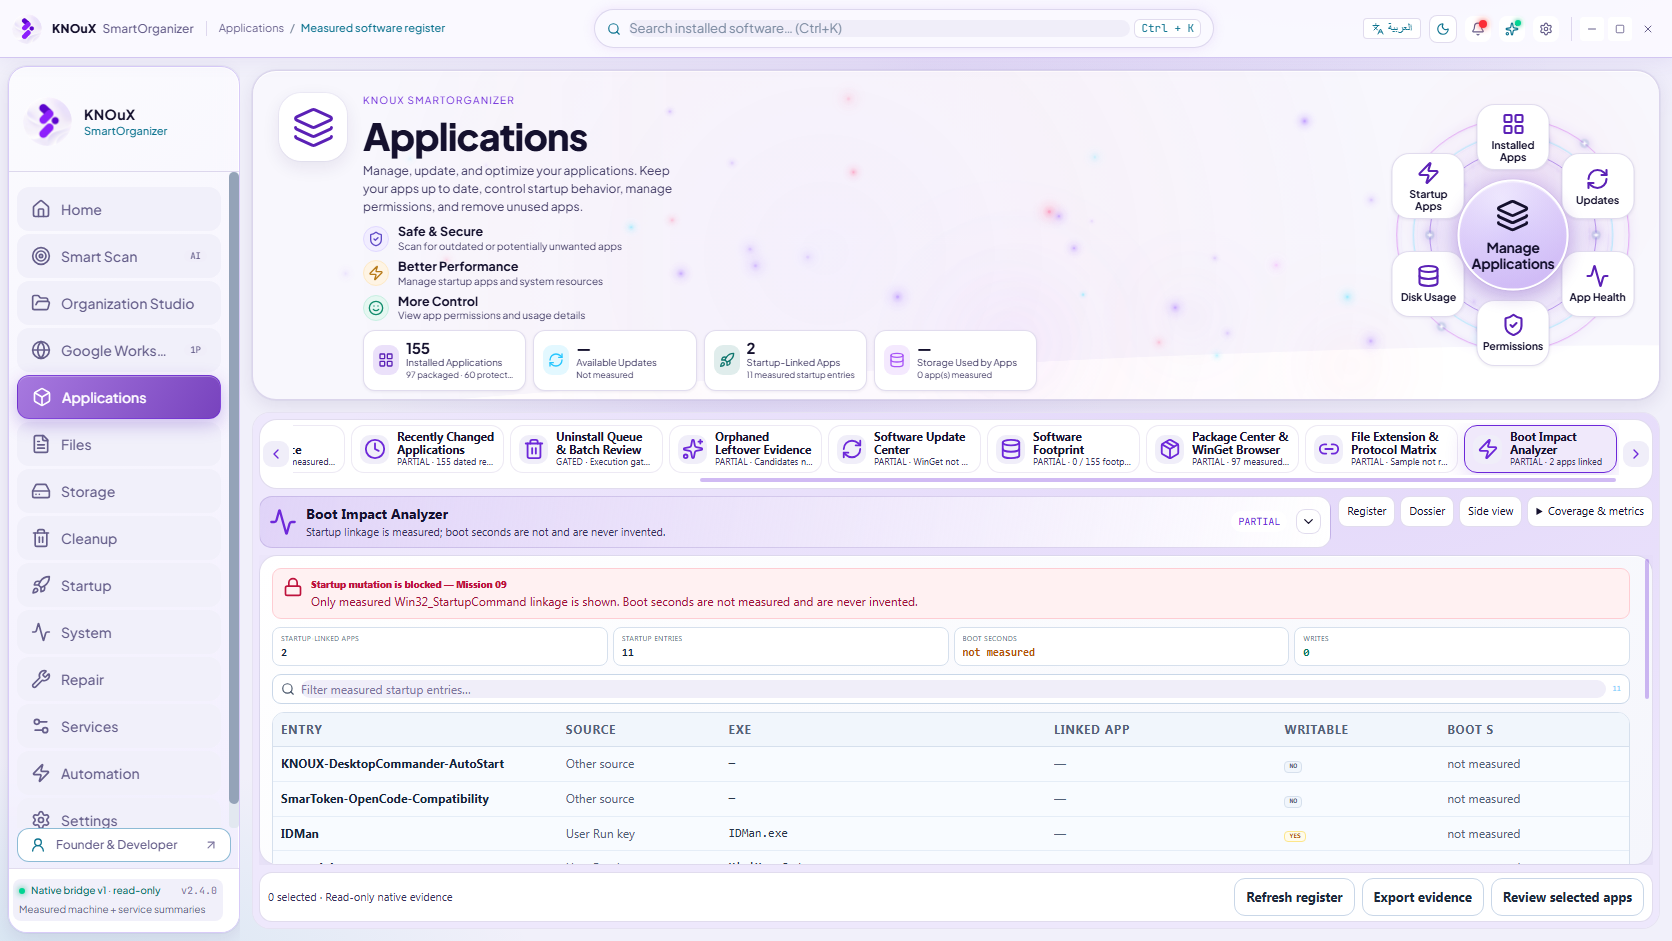 KNOuX SmartOrganizer
Applications / Measured software register
Search installed software... (Ctrl+K)
Ctrl + K
العربية
KNOuX
SmartOrganizer
Home
Smart Scan AI
Organization Studio
Google Works... 1P
Applications
Files
Storage
Cleanup
Startup
System
Repair
Services
Automation
Settings
Founder & Developer
Native bridge v1 · read-only v2.4.0
Measured machine + service summaries
KNOUX SMARTORGANIZER
Applications
Manage, update, and optimize your applications. Keep
your apps up to date, control startup behavior, manage
permissions, and remove unused apps.
Safe & Secure
Scan for outdated or potentially unwanted apps
Better Performance
Manage startup apps and system resources
More Control
View app permissions and usage details
155
Installed Applications
97 packaged · 60 protect...
—
Available Updates
Not measured
2
Startup-Linked Apps
11 measured startup entries
—
Storage Used by Apps
0 app(s) measured
Installed
Apps
Startup
Apps
Updates
Manage
Applications
Disk Usage
App Health
Permissions
:e
neasured...
Recently Changed
Applications
PARTIAL · 155 dated re...
Uninstall Queue
& Batch Review
GATED · Execution gat...
Orphaned
Leftover Evidence
PARTIAL · Candidates n...
Software Update
Center
PARTIAL · WinGet not ...
Software
Footprint
PARTIAL · 0 / 155 footp...
Package Center &
WinGet Browser
PARTIAL · 97 measured...
File Extension &
Protocol Matrix
PARTIAL · Sample not r...
Boot Impact
Analyzer
PARTIAL · 2 apps linked
Boot Impact Analyzer
Startup linkage is measured; boot seconds are not and are never invented.
PARTIAL
Register
Dossier
Side view
Coverage & metrics
Startup mutation is blocked — Mission 09
Only measured Win32_StartupCommand linkage is shown. Boot seconds are not measured and are never invented.
STARTUP-LINKED APPS
2
STARTUP ENTRIES
11
BOOT SECONDS
not measured
WRITES
0
Filter measured startup entries...
11
ENTRY SOURCE EXE LINKED APP WRITABLE BOOT S
KNOUX-DesktopCommander-AutoStart Other source — — NO not measured
SmarToken-OpenCode-Compatibility Other source — — NO not measured
IDMan User Run key IDMan.exe — YES not measured
0 selected · Read-only native evidence
Refresh register
Export evidence
Review selected apps